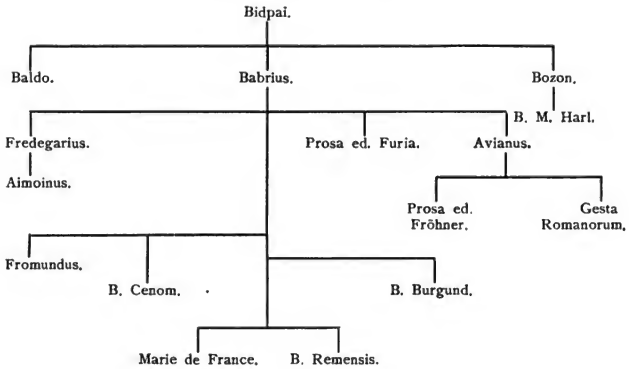 Bidpai.
Baldo.
Babrius.
Bozon.
B. M. Harl.
Fredegarius.
Prosa ed. Furia.
Avianus.
Aimoinus.
Prosa ed.
Fröhner.
Gesta
Romanorum.
Fromundus.
B. Cenom.
B. Burgund.
Marie de France.
B. Remensis.